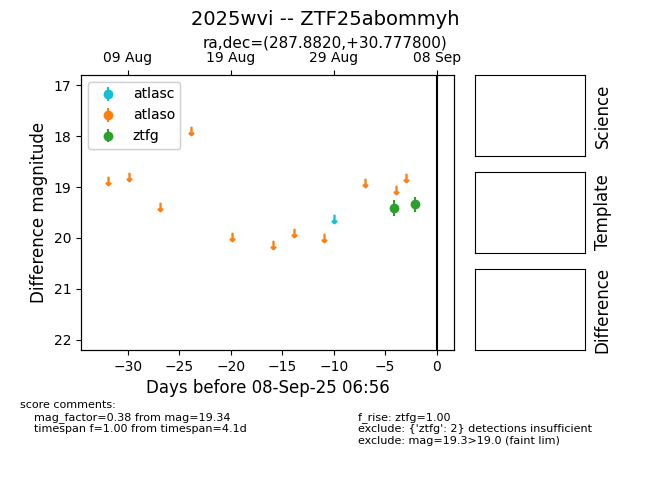 2025wvi -- ZTF25abommyh
ra,dec=(287.8820,+30.777800)
09 Aug 19 Aug 29 Aug 08 Sep
atlasc
atlaso
ztfg
17
18
19
20
21
22
Difference magnitude
−30 −25 −20 −15 −10 −5 0
Days before 08-Sep-25 06:56
Science
Template
Difference
score comments:
mag_factor=0.38 from mag=19.34
timespan f=1.00 from timespan=4.1d
f_rise: ztfg=1.00
exclude: {'ztfg': 2} detections insufficient
exclude: mag=19.3>19.0 (faint lim)